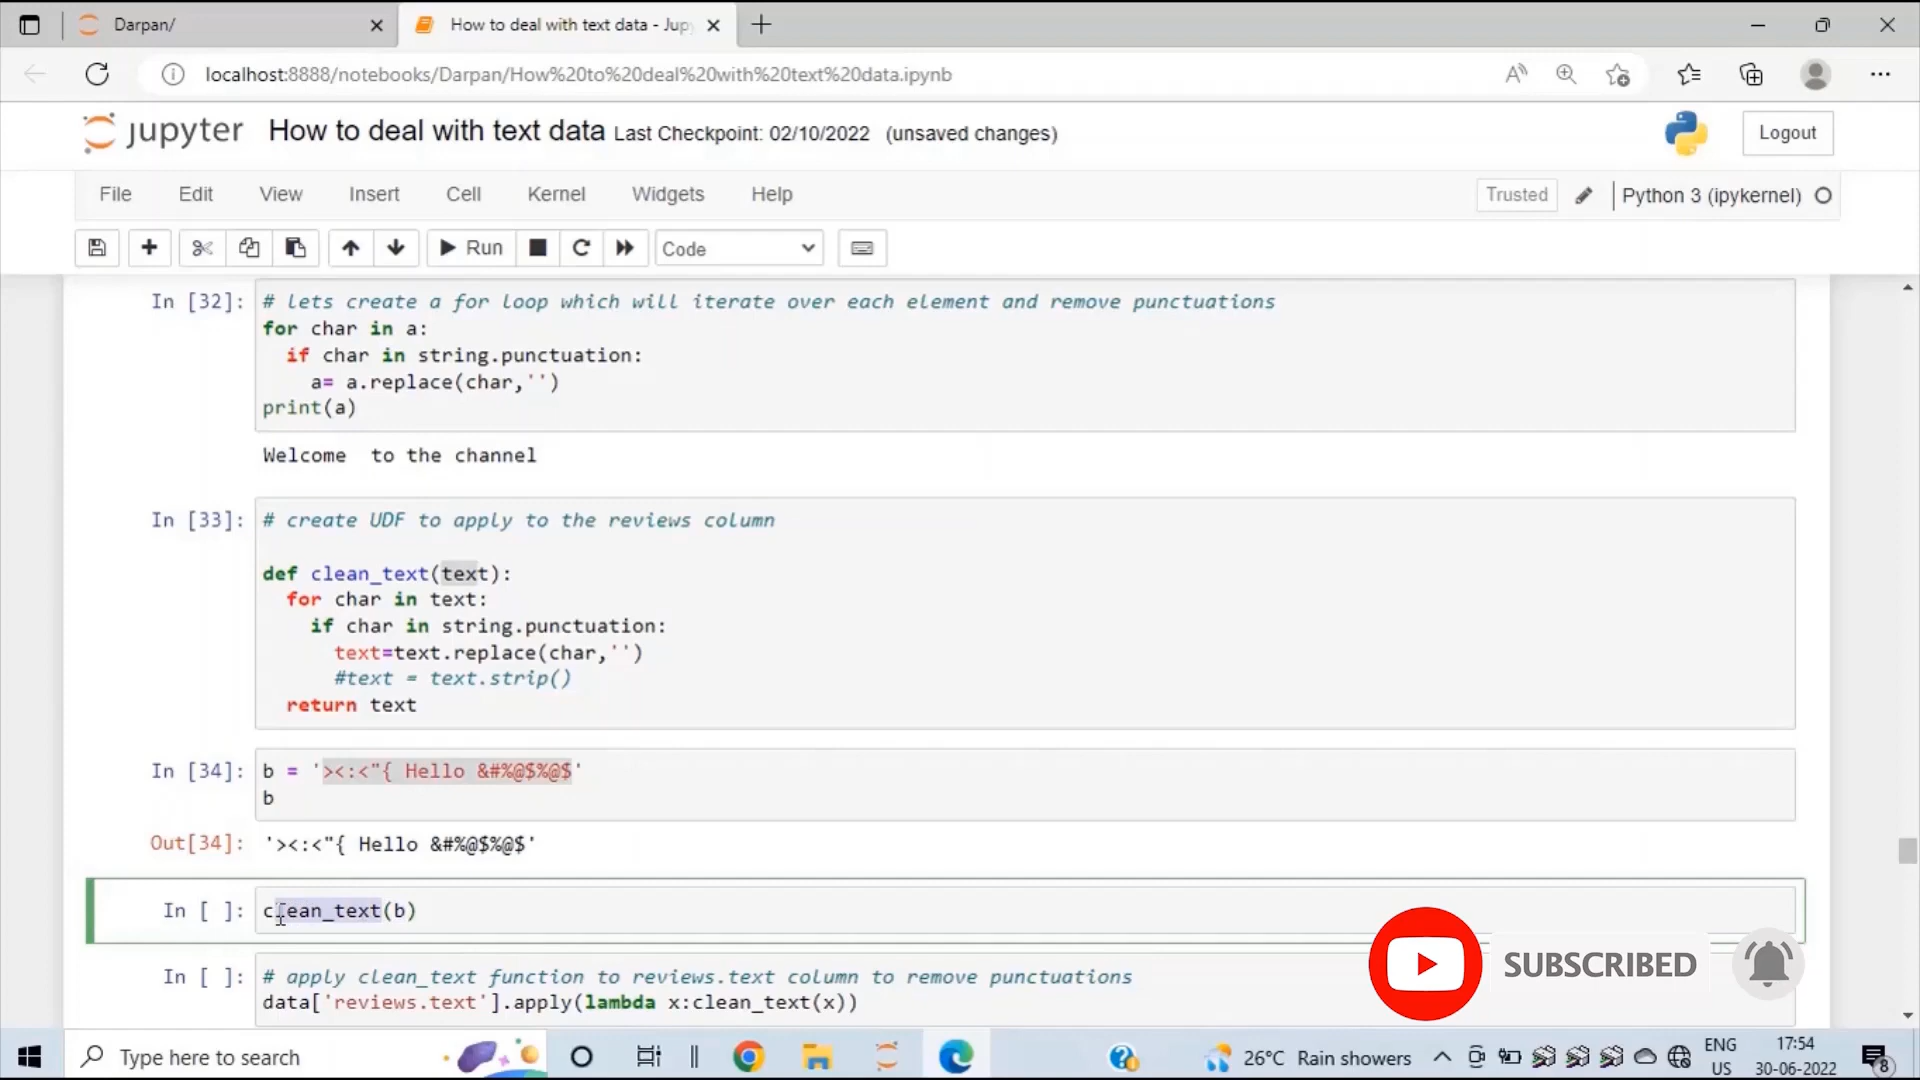 Darpan/
How to deal with text data - Jup
localhost:8888/notebooks/Darpan/How%20to%20deal%20with%20text%20data.ipynb
jupyter How to deal with text data Last Checkpoint: 02/10/2022 (unsaved changes)
Logout
File Edit View Insert Cell Kernel Widgets Help
Trusted Python 3 (ipykernel)
Run Code
In [32]: # lets create a for loop which will iterate over each element and remove punctuations
for char in a:
if char in string.punctuation:
a= a.replace(char,'')
print(a)
Welcome  to the channel
In [33]: # create UDF to apply to the reviews column
def clean_text(text):
for char in text:
if char in string.punctuation:
text=text.replace(char,'')
#text = text.strip()
return text
In [34]: b = '><:<"{ Hello &#%@$%@$'
b
Out[34]: '><:<"{ Hello &#%@$%@$'
In [ ]: clean_text(b)
SUBSCRIBED
In [ ]: # apply clean_text function to reviews.text column to remove punctuations
data['reviews.text'].apply(lambda x:clean_text(x))
Type here to search
26°C Rain showers
ENG
US
17:54
30-06-2022
8